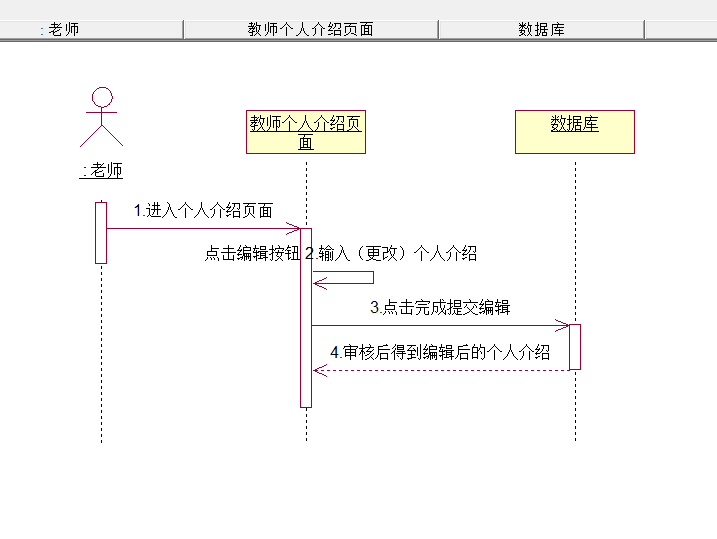 : 老师
教师个人介绍页面
数据库
教师个人介绍页
面
数据库
: 老师
1.进入个人介绍页面
点击编辑按钮 2.输入（更改）个人介绍
3.点击完成提交编辑
4.审核后得到编辑后的个人介绍